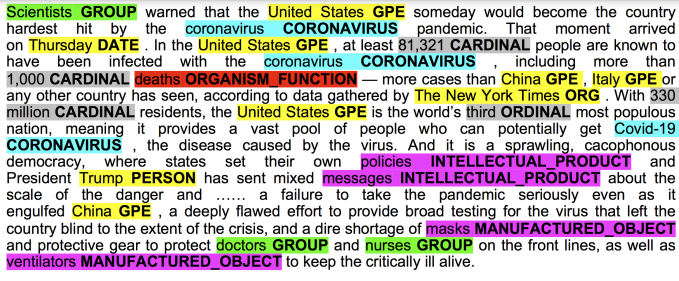 Scientists GROUP warned that the United States GPE someday would become the country
hardest hit by the coronavirus CORONAVIRUS pandemic. That moment arrived
on Thursday DATE . In the United States GPE , at least 81,321 CARDINAL people are known to
have been infected with the coronavirus CORONAVIRUS , including more than
1,000 CARDINAL deaths ORGANISM_FUNCTION — more cases than China GPE , Italy GPE or
any other country has seen, according to data gathered by The New York Times ORG . With 330
million CARDINAL residents, the United States GPE is the world's third ORDINAL most populous
nation, meaning it provides a vast pool of people who can potentially get Covid-19
CORONAVIRUS , the disease caused by the virus. And it is a sprawling, cacophonous
democracy, where states set their own policies INTELLECTUAL_PRODUCT and
President Trump PERSON has sent mixed messages INTELLECTUAL_PRODUCT about the
scale of the danger and …… a failure to take the pandemic seriously even as it
engulfed China GPE , a deeply flawed effort to provide broad testing for the virus that left the
country blind to the extent of the crisis, and a dire shortage of masks MANUFACTURED_OBJECT
and protective gear to protect doctors GROUP and nurses GROUP on the front lines, as well as
ventilators MANUFACTURED_OBJECT to keep the critically ill alive.